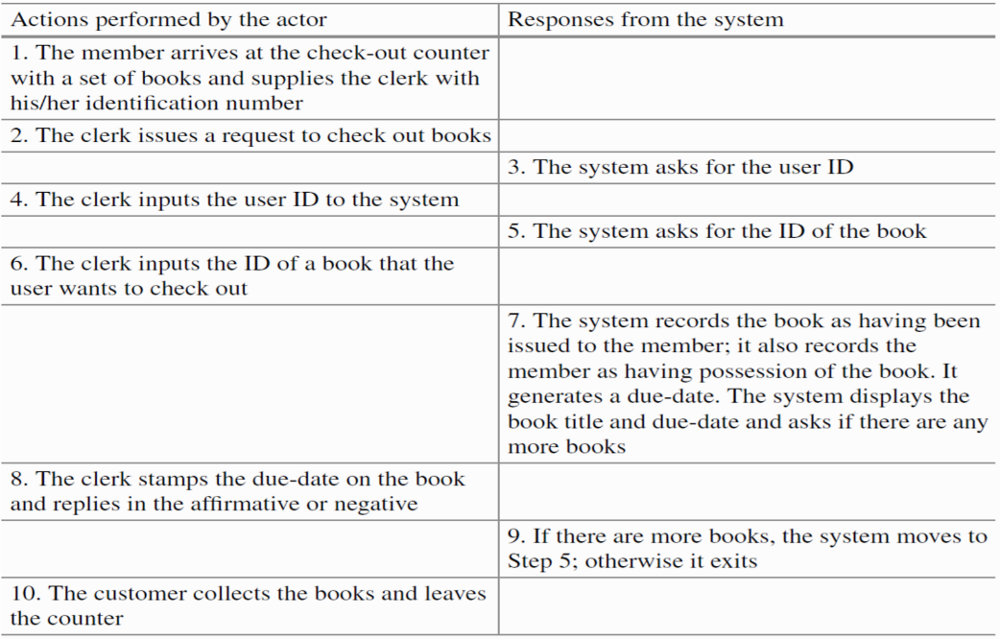 Actions performed by the actor
Responses from the system
1. The member arrives at the check-out counter
with a set of books and supplies the clerk with
his/her identification number
2. The clerk issues a request to check out books
3. The system asks for the user ID
4. The clerk inputs the user ID to the system
5. The system asks for the ID of the book
6. The clerk inputs the ID of a book that the
user wants to check out
7. The system records the book as having been
issued to the member; it also records the
member as having possession of the book. It
generates a due-date. The system displays the
book title and due-date and asks if there are any
more books
8. The clerk stamps the due-date on the book
and replies in the affirmative or negative
9. If there are more books, the system moves to
Step 5; otherwise it exits
10. The customer collects the books and leaves
the counter